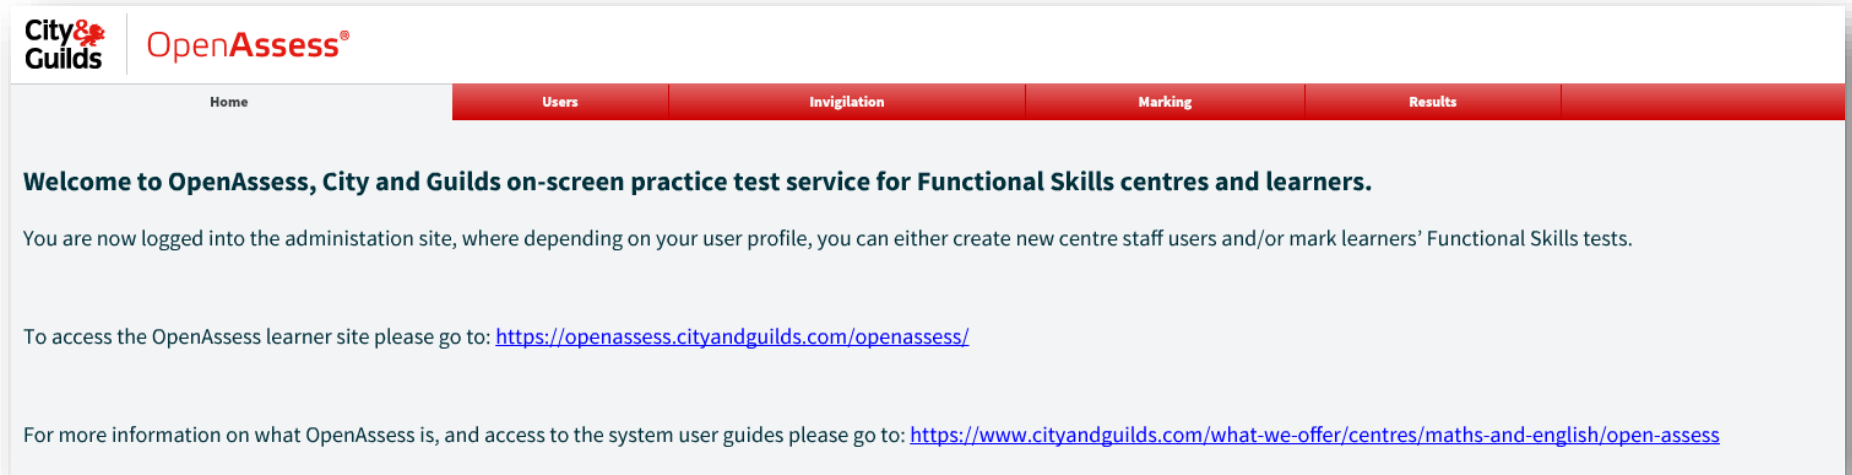 City&
Guilds
OpenAssess®
Home Users Invigilation Marking Results
Welcome to OpenAssess, City and Guilds on-screen practice test service for Functional Skills centres and learners.
You are now logged into the administation site, where depending on your user profile, you can either create new centre staff users and/or mark learners’ Functional Skills tests.
To access the OpenAssess learner site please go to: https://openassess.cityandguilds.com/openassess/
For more information on what OpenAssess is, and access to the system user guides please go to: https://www.cityandguilds.com/what-we-offer/centres/maths-and-english/open-assess